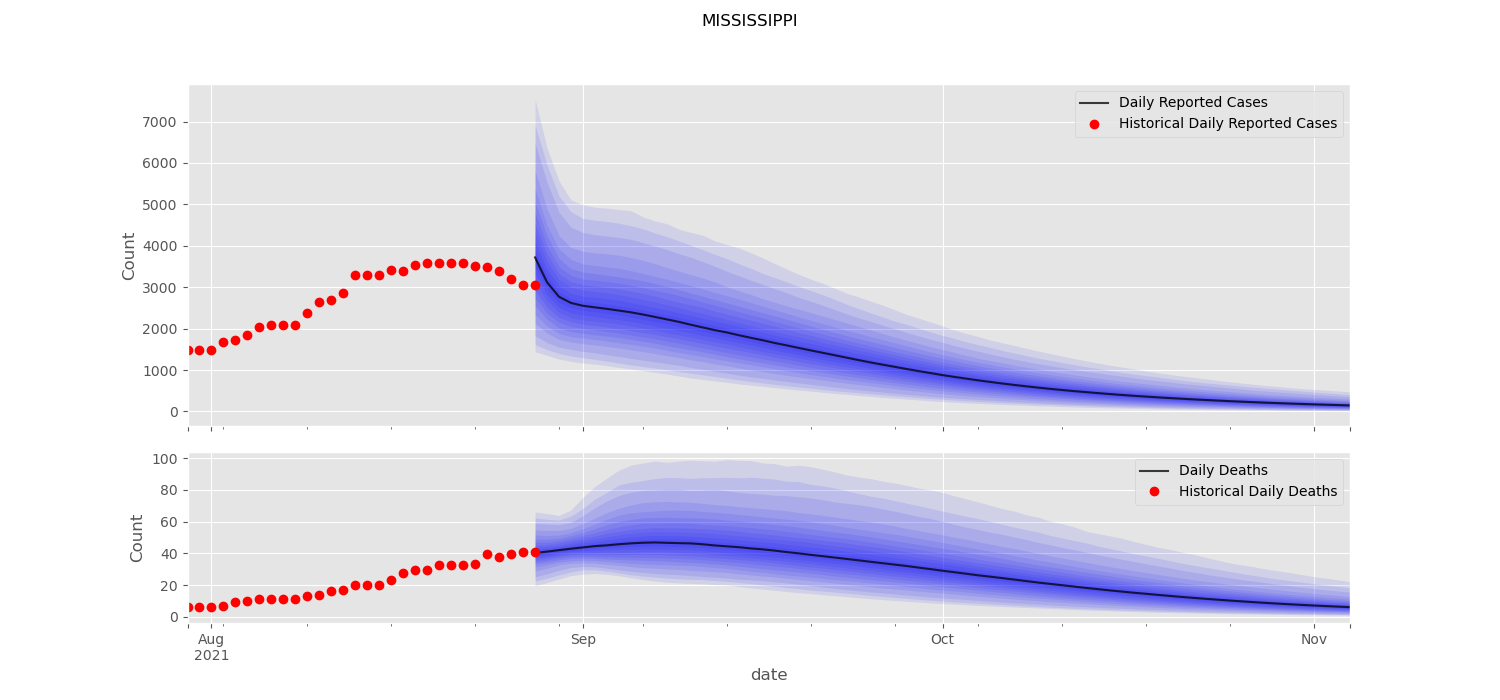 MISSISSIPPI
Count
7000
6000
5000
4000
3000
2000
1000
0
Daily Reported Cases
Historical Daily Reported Cases
Count
100
80
60
40
20
0
Daily Deaths
Historical Daily Deaths
Aug
2021
Sep
Oct
Nov
date